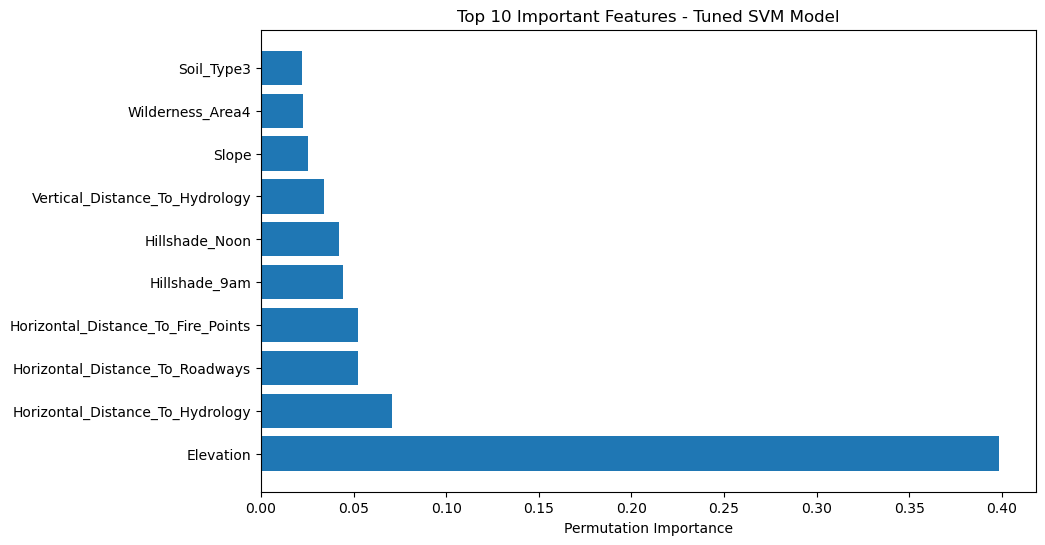 Top 10 Important Features - Tuned SVM Model
Soil_Type3
Wilderness_Area4
Slope
Vertical_Distance_To_Hydrology
Hillshade_Noon
Hillshade_9am
Horizontal_Distance_To_Fire_Points
Horizontal_Distance_To_Roadways
Horizontal_Distance_To_Hydrology
Elevation
0.00 0.05 0.10 0.15 0.20 0.25 0.30 0.35 0.40
Permutation Importance